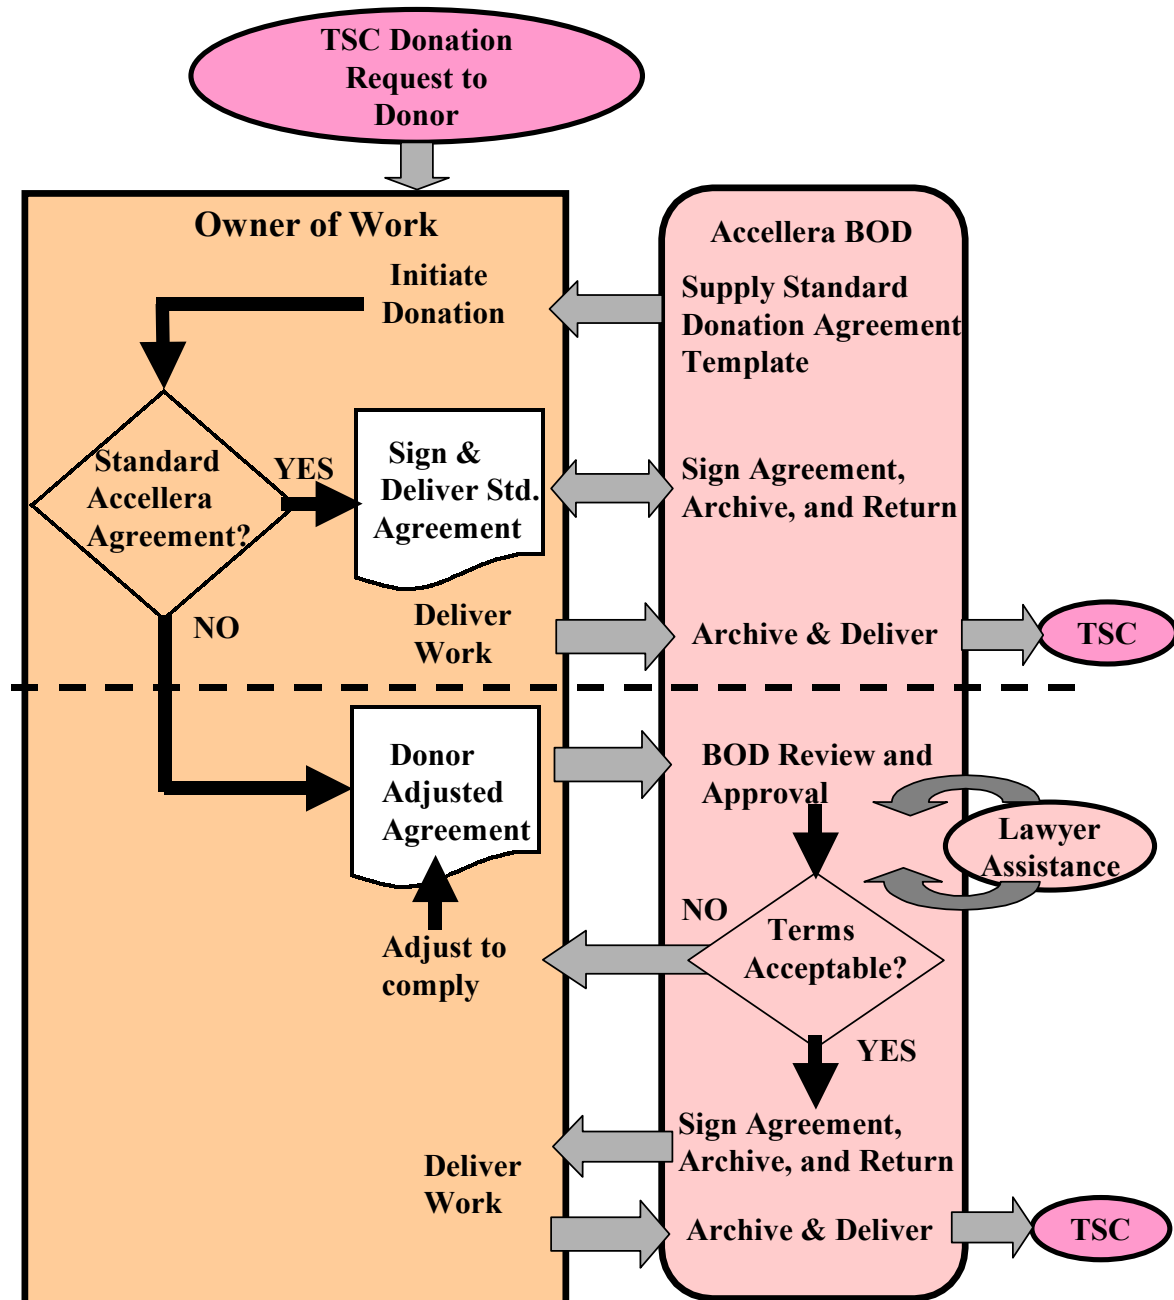 TSC Donation
Request to
Donor
Owner of Work
Accellera BOD
Initiate
Donation
Supply Standard
Donation Agreement
Template
Standard
Accellera
Agreement?
YES
Sign &
Deliver Std.
Agreement
Sign Agreement,
Archive, and Return
NO
Deliver
Work
Archive & Deliver
TSC
Donor
Adjusted
Agreement
BOD Review and
Approval
Lawyer
Assistance
NO
Terms
Acceptable?
Adjust to
comply
YES
Sign Agreement,
Archive, and Return
Deliver
Work
Archive & Deliver
TSC